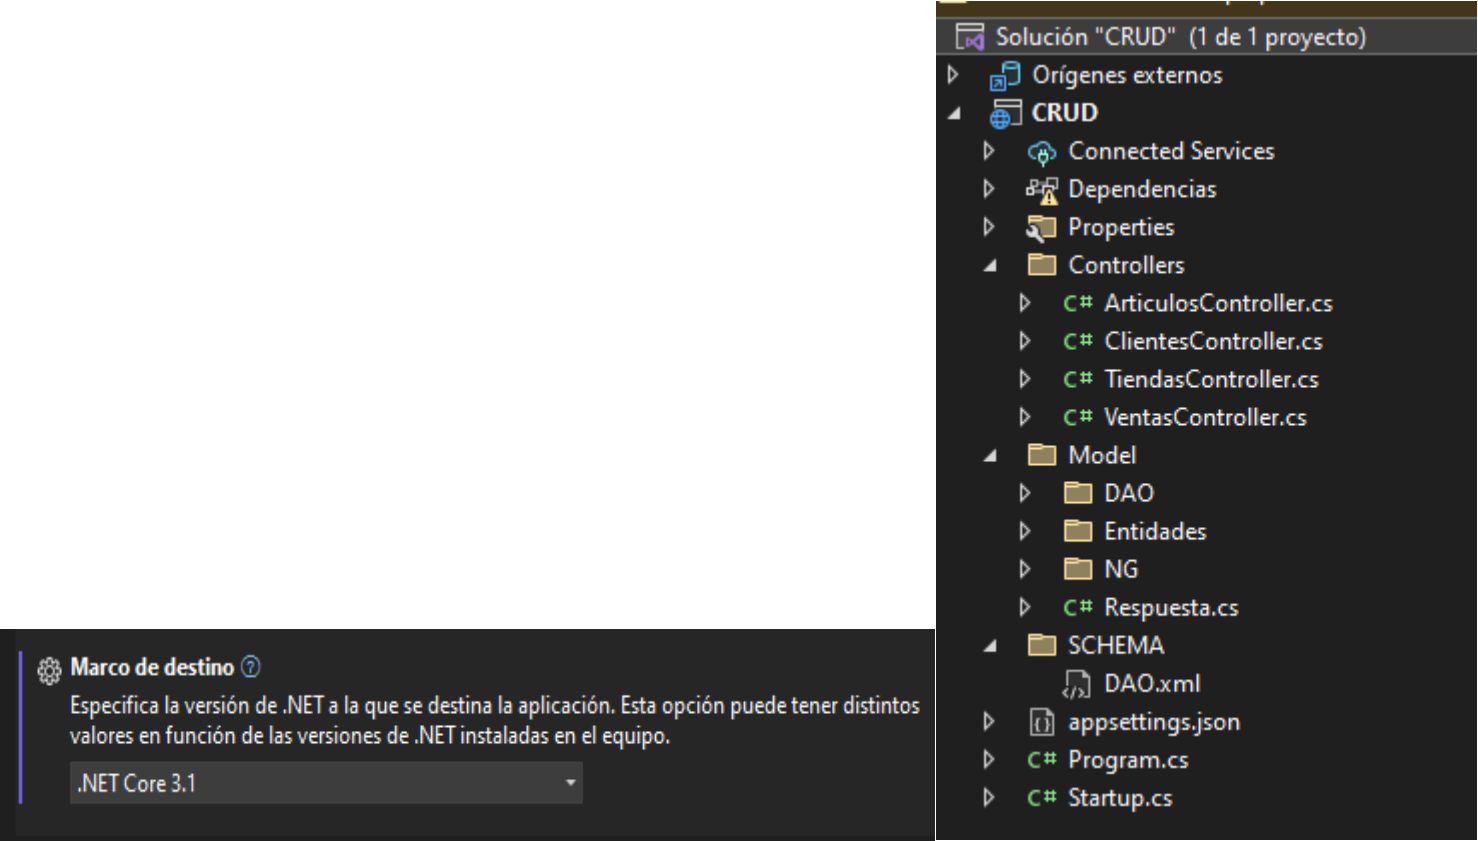 Solución "CRUD" (1 de 1 proyecto)
Orígenes externos
CRUD
Connected Services
Dependencias
Properties
Controllers
C# ArticulosController.cs
C# ClientesController.cs
C# TiendasController.cs
C# VentasController.cs
Model
DAO
Entidades
NG
C# Respuesta.cs
SCHEMA
DAO.xml
appsettings.json
C# Program.cs
C# Startup.cs
Marco de destino
Especifica la versión de .NET a la que se destina la aplicación. Esta opción puede tener distintos
valores en función de las versiones de .NET instaladas en el equipo.
.NET Core 3.1